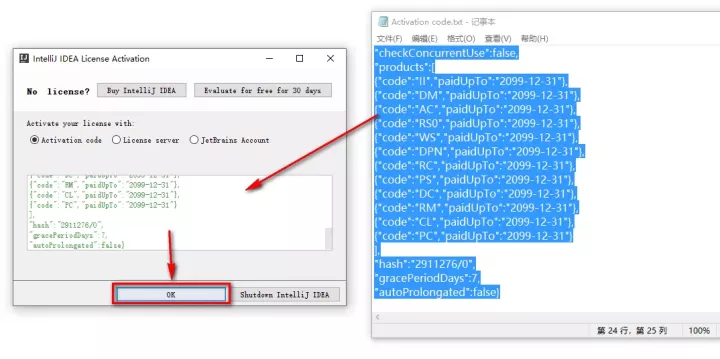 IntelliJ IDEA License Activation
No license?
Buy IntelliJ IDEA
Evaluate for free for 30 days
Activate your license with:
Activation code
License server
JetBrains Account
{"code":"RM","paidUpTo":"2099-12-31"},
{"code":"CL","paidUpTo":"2099-12-31"},
{"code":"PC","paidUpTo":"2099-12-31"}
],
"hash":"2911276/0",
"gracePeriodDays":7,
"autoProlongated":false}
OK
Shutdown IntelliJ IDEA
Activation code.txt - 记事本
文件(F) 编辑(E) 格式(O) 查看(V) 帮助(H)
"checkConcurrentUse":false,
"products":[
{"code":"II","paidUpTo":"2099-12-31"},
{"code":"DM","paidUpTo":"2099-12-31"},
{"code":"AC","paidUpTo":"2099-12-31"},
{"code":"RS0","paidUpTo":"2099-12-31"},
{"code":"WS","paidUpTo":"2099-12-31"},
{"code":"DPN","paidUpTo":"2099-12-31"},
{"code":"RC","paidUpTo":"2099-12-31"},
{"code":"PS","paidUpTo":"2099-12-31"},
{"code":"DC","paidUpTo":"2099-12-31"},
{"code":"RM","paidUpTo":"2099-12-31"},
{"code":"CL","paidUpTo":"2099-12-31"},
{"code":"PC","paidUpTo":"2099-12-31"}
],
"hash":"2911276/0",
"gracePeriodDays":7,
"autoProlongated":false}
第 24 行，第 25 列
100%